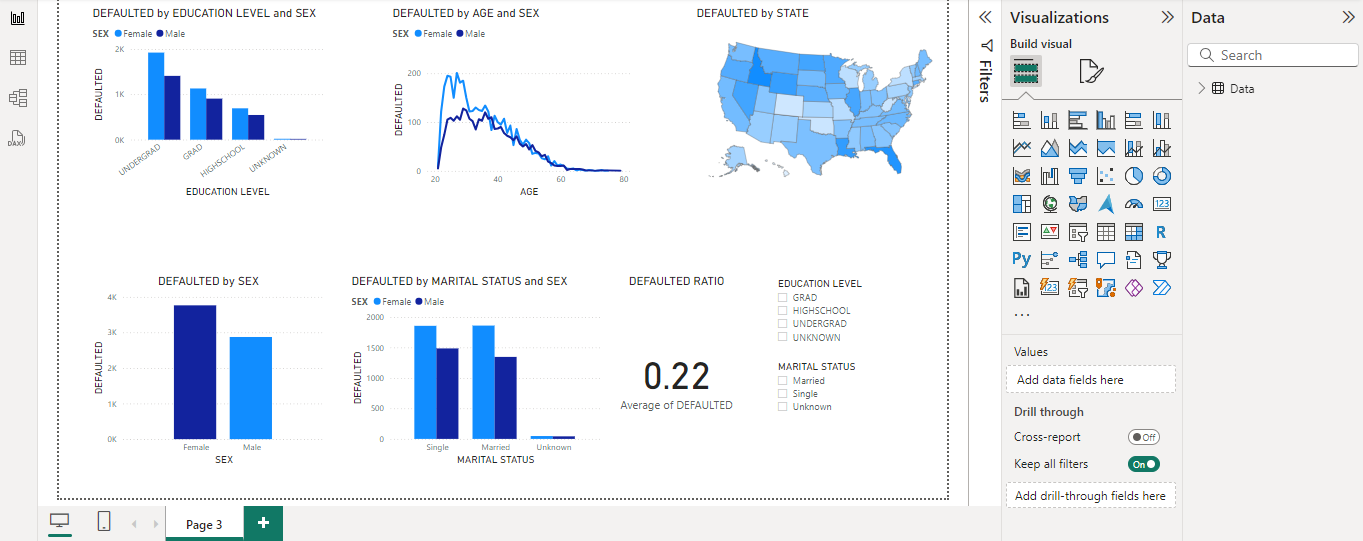 DEFAULTED by EDUCATION LEVEL and SEX
SEX Female Male
2K
1K
0K
DEFAULTED
UNDERGRAD
GRAD
HIGHSCHOOL
UNKNOWN
EDUCATION LEVEL
DEFAULTED by AGE and SEX
SEX Female Male
200
100
0
DEFAULTED
20 40 60 80
AGE
DEFAULTED by STATE
DEFAULTED by SEX
4K
3K
2K
1K
0K
DEFAULTED
Female Male
SEX
DEFAULTED by MARITAL STATUS and SEX
SEX Female Male
2000
1500
1000
500
0
DEFAULTED
Single Married Unknown
MARITAL STATUS
DEFAULTED RATIO
0.22
Average of DEFAULTED
EDUCATION LEVEL
GRAD
HIGHSCHOOL
UNDERGRAD
UNKNOWN
MARITAL STATUS
Married
Single
Unknown
DAX
Page 3
Filters
Visualizations
Build visual
123
R
Py
123
...
Values
Add data fields here
Drill through
Cross-report
Off
Keep all filters
On
Add drill-through fields here
Data
Search
Data